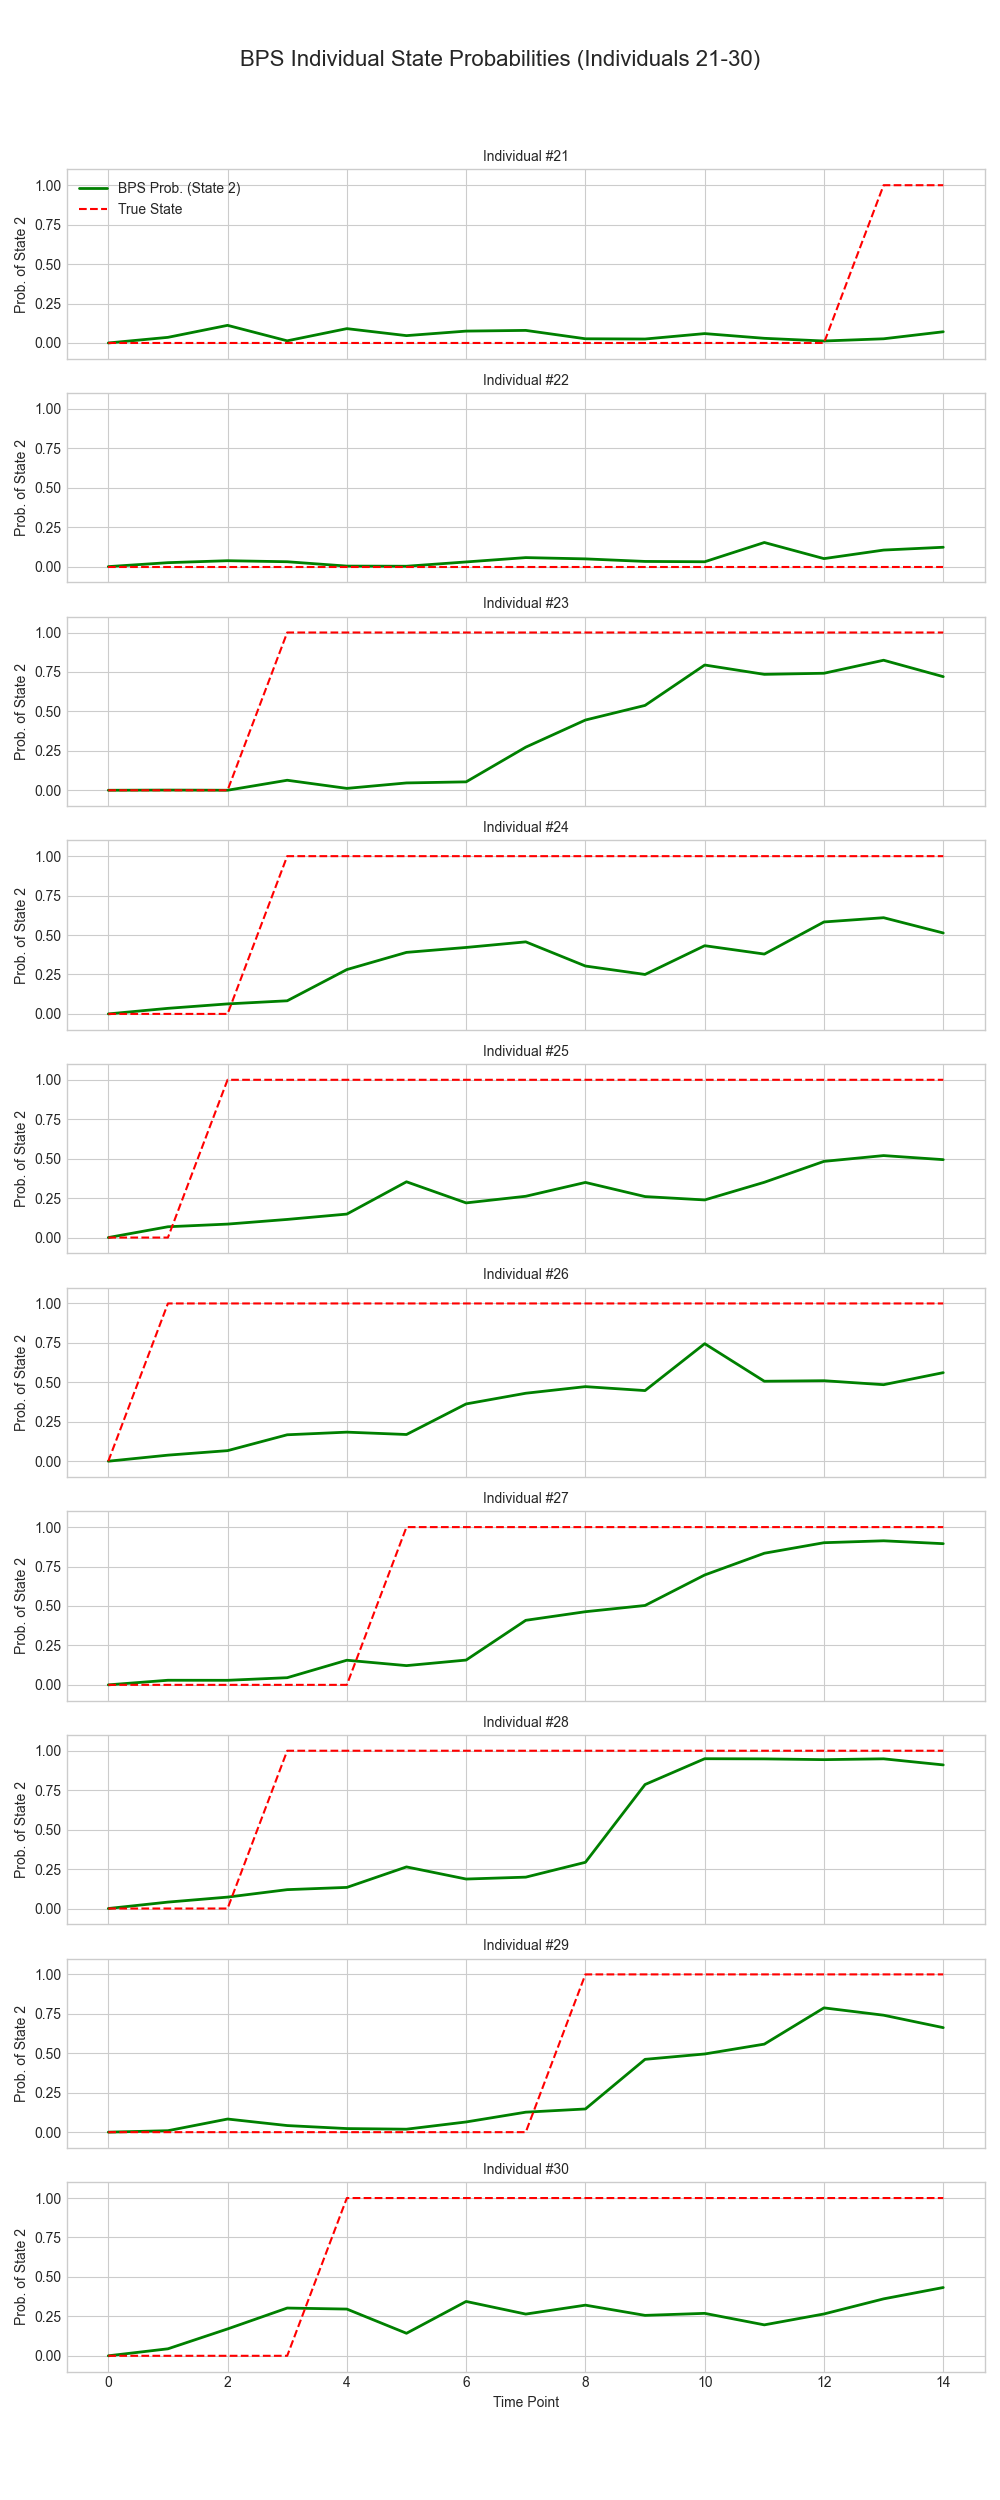 BPS Individual State Probabilities (Individuals 21-30)
Individual #21
BPS Prob. (State 2)
True State
1.00
0.75
0.50
0.25
0.00
Prob. of State 2
Individual #22
1.00
0.75
0.50
0.25
0.00
Prob. of State 2
Individual #23
1.00
0.75
0.50
0.25
0.00
Prob. of State 2
Individual #24
1.00
0.75
0.50
0.25
0.00
Prob. of State 2
Individual #25
1.00
0.75
0.50
0.25
0.00
Prob. of State 2
Individual #26
1.00
0.75
0.50
0.25
0.00
Prob. of State 2
Individual #27
1.00
0.75
0.50
0.25
0.00
Prob. of State 2
Individual #28
1.00
0.75
0.50
0.25
0.00
Prob. of State 2
Individual #29
1.00
0.75
0.50
0.25
0.00
Prob. of State 2
Individual #30
1.00
0.75
0.50
0.25
0.00
Prob. of State 2
0 2 4 6 8 10 12 14
Time Point